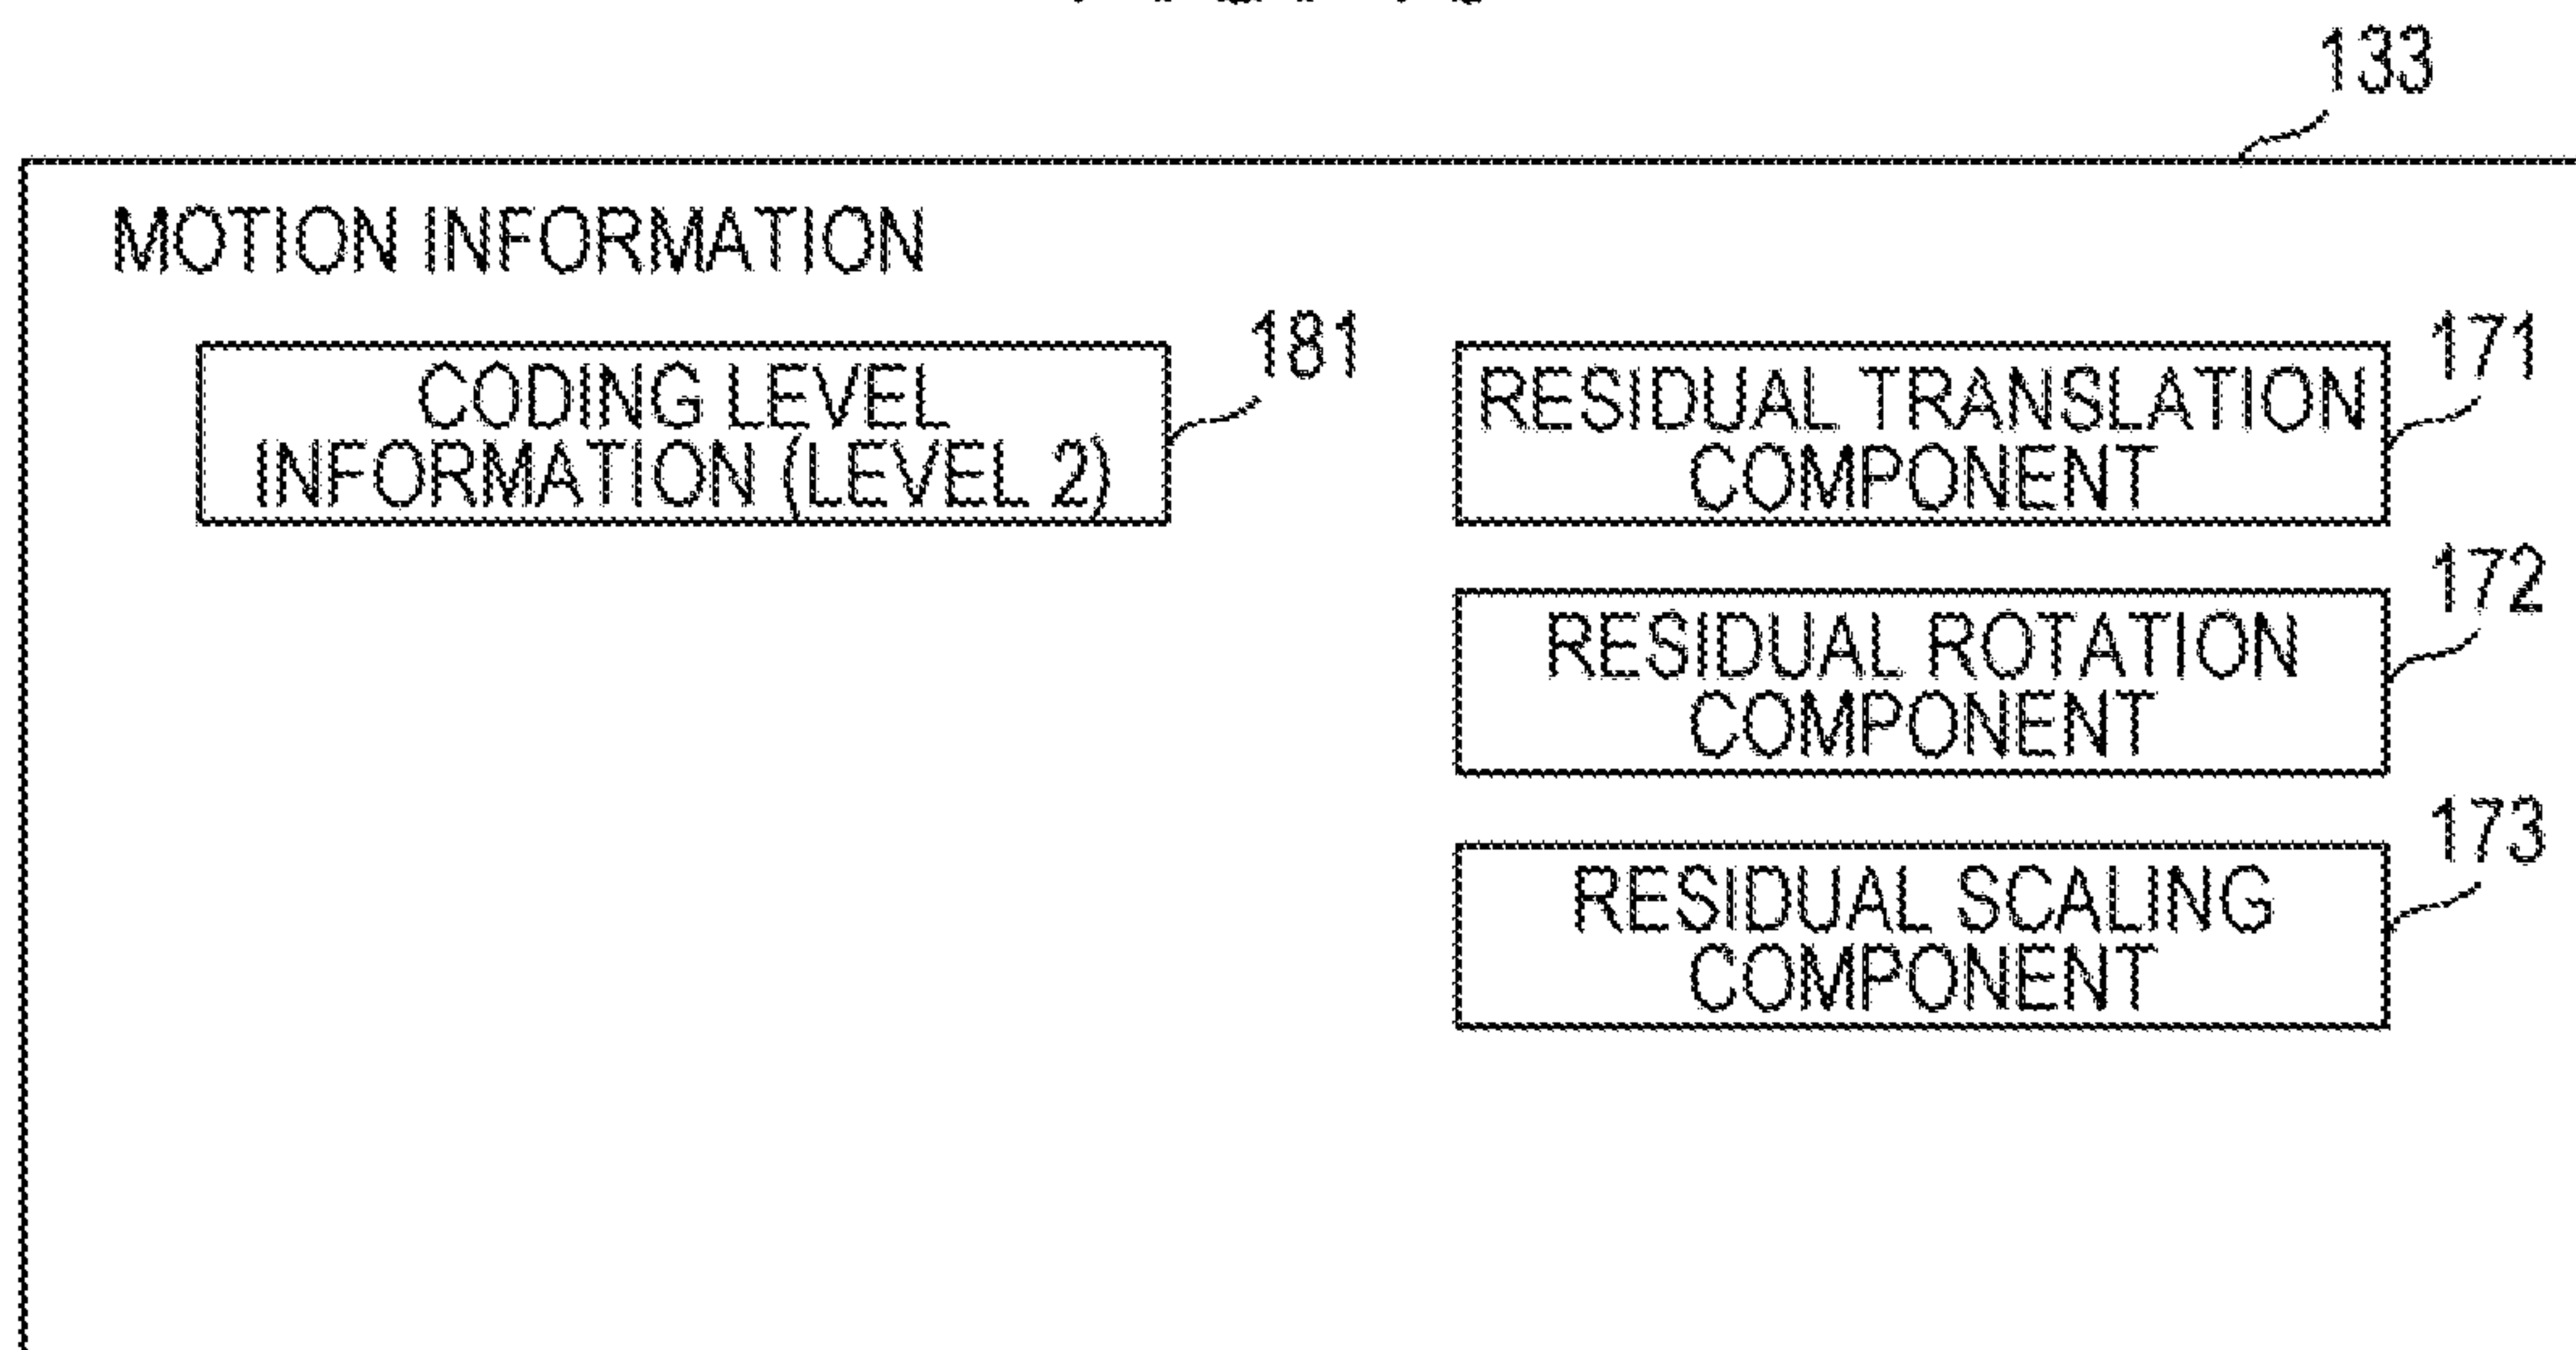 133
MOTION INFORMATION
181
CODING LEVEL
INFORMATION (LEVEL 2)
171
RESIDUAL TRANSLATION
COMPONENT
172
RESIDUAL ROTATION
COMPONENT
173
RESIDUAL SCALING
COMPONENT